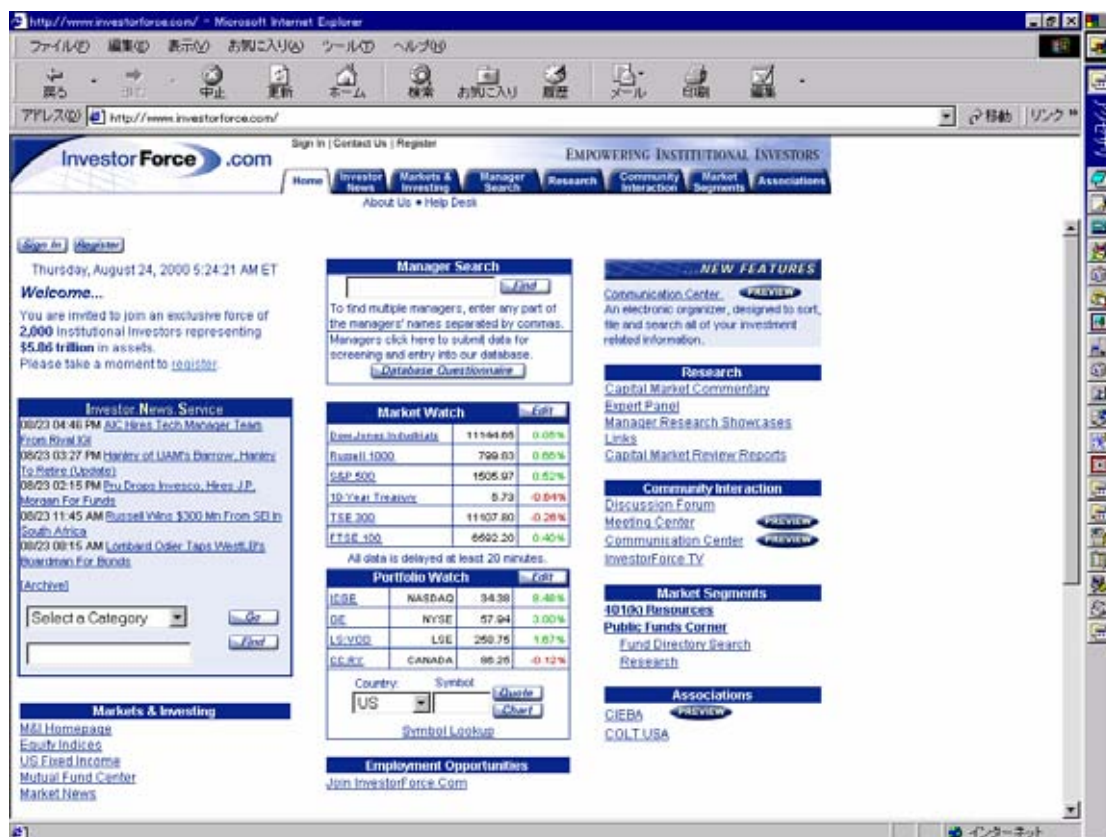 http://www.investorforce.com/ - Microsoft Internet Explorer
ファイル(F) 編集(E) 表示(V) お気に入り(A) ツール(T) ヘルプ(H)
戻る 中止 更新 ホーム 検索 お気に入り 履歴 メール 印刷 編集
アドレス(D) http://www.investorforce.com/ 移動 リンク »
InvestorForce.com
Sign In | Contact Us | Register
EMPOWERING INSTITUTIONAL INVESTORS
Home Investor News Markets & Investing Manager Search Research Community Interaction Market Segments Associations
About Us • Help Desk
Sign In Register
Thursday, August 24, 2000 5:24:21 AM ET
Welcome...
You are invited to join an exclusive force of
2,000 Institutional Investors representing
$5.06 trillion in assets.
Please take a moment to register.
Investor News Service
08/23 04:46 PM AIC Hires Tech Manager Team
From Rival
08/23 03:27 PM Hanley of UAM's Barrow, Hanley
To Retire (Update)
08/23 02:15 PM Pru Drops Invesco, Hires J.P.
Morgan For Funds
08/23 11:45 AM Russell Wins $300 Mn From SEI In
South Africa
08/23 08:15 AM Lombard Odier Taps WestLB's
Boardman For Bonds
[Archive]
Select a Category Go
Find
Markets & Investing
M&I Homepage
Equity Indices
US Fixed Income
Mutual Fund Center
Market News
Manager Search
Find
To find multiple managers, enter any part of
the managers' names separated by commas.
Managers click here to submit data for
screening and entry into our database.
Database Questionnaire
Market Watch Edit
Dow Jones Industrials 11144.65 0.05%
Russell 1000 799.83 0.66%
S&P 500 1505.97 0.52%
10-Year Treasury 5.73
TSE 300 11107.80 -0.26%
FTSE 100 6592.20 0.40%
All data is delayed at least 20 minutes.
Portfolio Watch Edit
ICGE NASDAQ 34.38
GE NYSE 57.94 3.00%
LS:VOD LSE 258.75 1.67%
CC:RY CANADA 86.25 -0.12%
Country: Symbol:
US Quote
Chart
Symbol Lookup
Employment Opportunities
Join InvestorForce.Com
...NEW FEATURES
Communication Center PREVIEW
An electronic organizer, designed to sort,
file and search all of your investment
related information.
Research
Capital Market Commentary
Expert Panel
Manager Research Showcases
Links
Capital Market Review Reports
Community Interaction
Discussion Forum
Meeting Center PREVIEW
Communication Center PREVIEW
InvestorForce TV
Market Segments
401(k) Resources
Public Funds Corner
Fund Directory Search
Research
Associations
CIEBA PREVIEW
COLT USA
インターネット